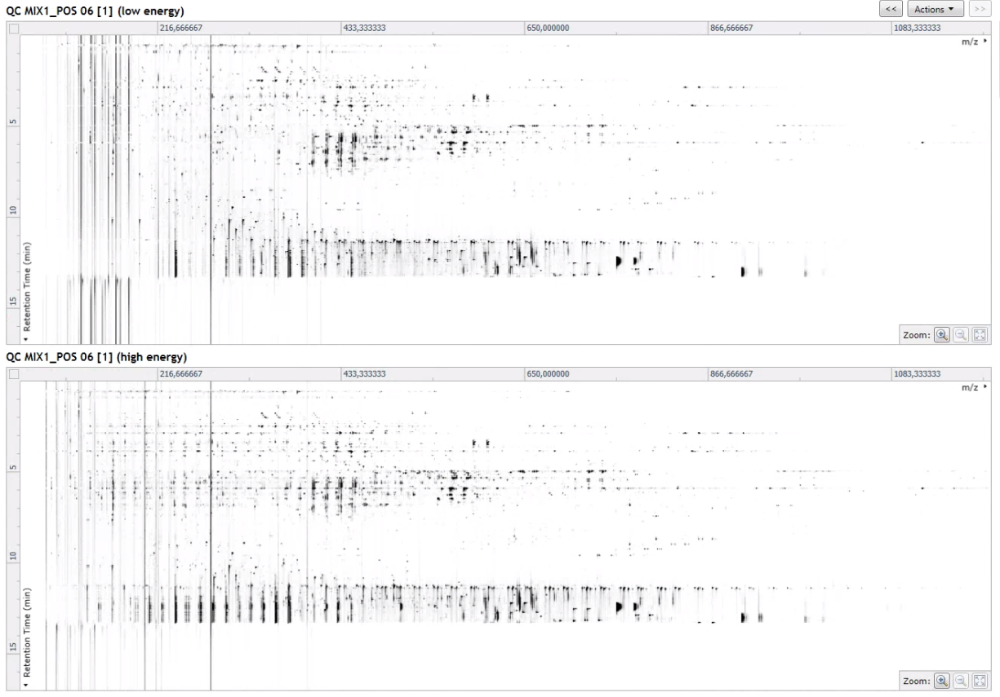 QC MIX1_POS 06 [1] (low energy)
<< Actions ▼ >>
216,666667 433,333333 650,000000 866,666667 1083,333333
m/z ▸
5
10
15
◂ Retention Time (min)
Zoom:
QC MIX1_POS 06 [1] (high energy)
216,666667 433,333333 650,000000 866,666667 1083,333333
m/z ▸
5
10
15
◂ Retention Time (min)
Zoom: